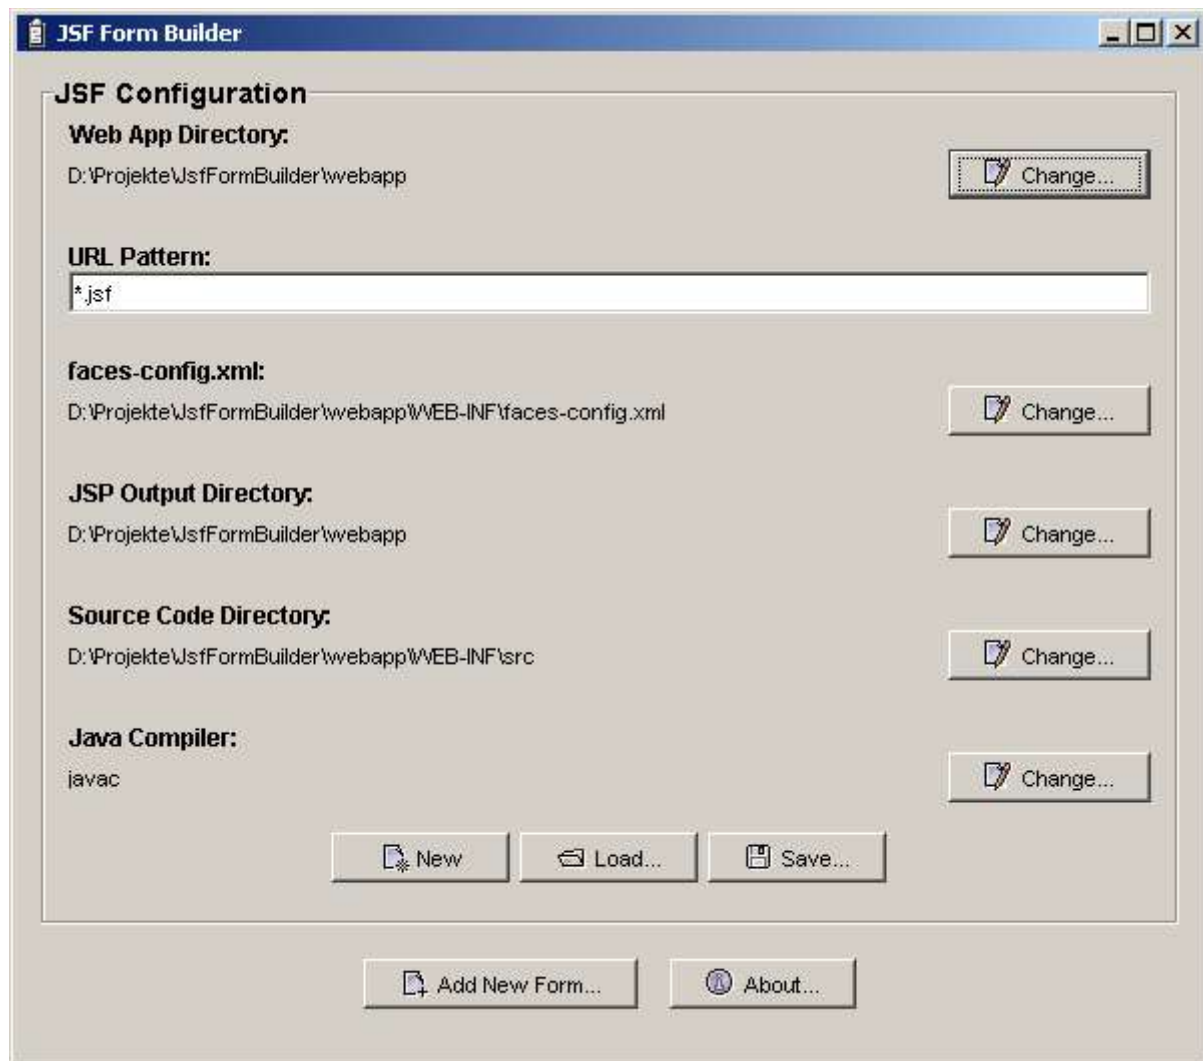 JSF Form Builder
JSF Configuration
Web App Directory:
D:\Projekte\JsfFormBuilder\webapp
Change...
URL Pattern:
*.jsf
faces-config.xml:
D:\Projekte\JsfFormBuilder\webapp\WEB-INF\faces-config.xml
Change...
JSP Output Directory:
D:\Projekte\JsfFormBuilder\webapp
Change...
Source Code Directory:
D:\Projekte\JsfFormBuilder\webapp\WEB-INF\src
Change...
Java Compiler:
javac
Change...
New Load... Save...
Add New Form... About...